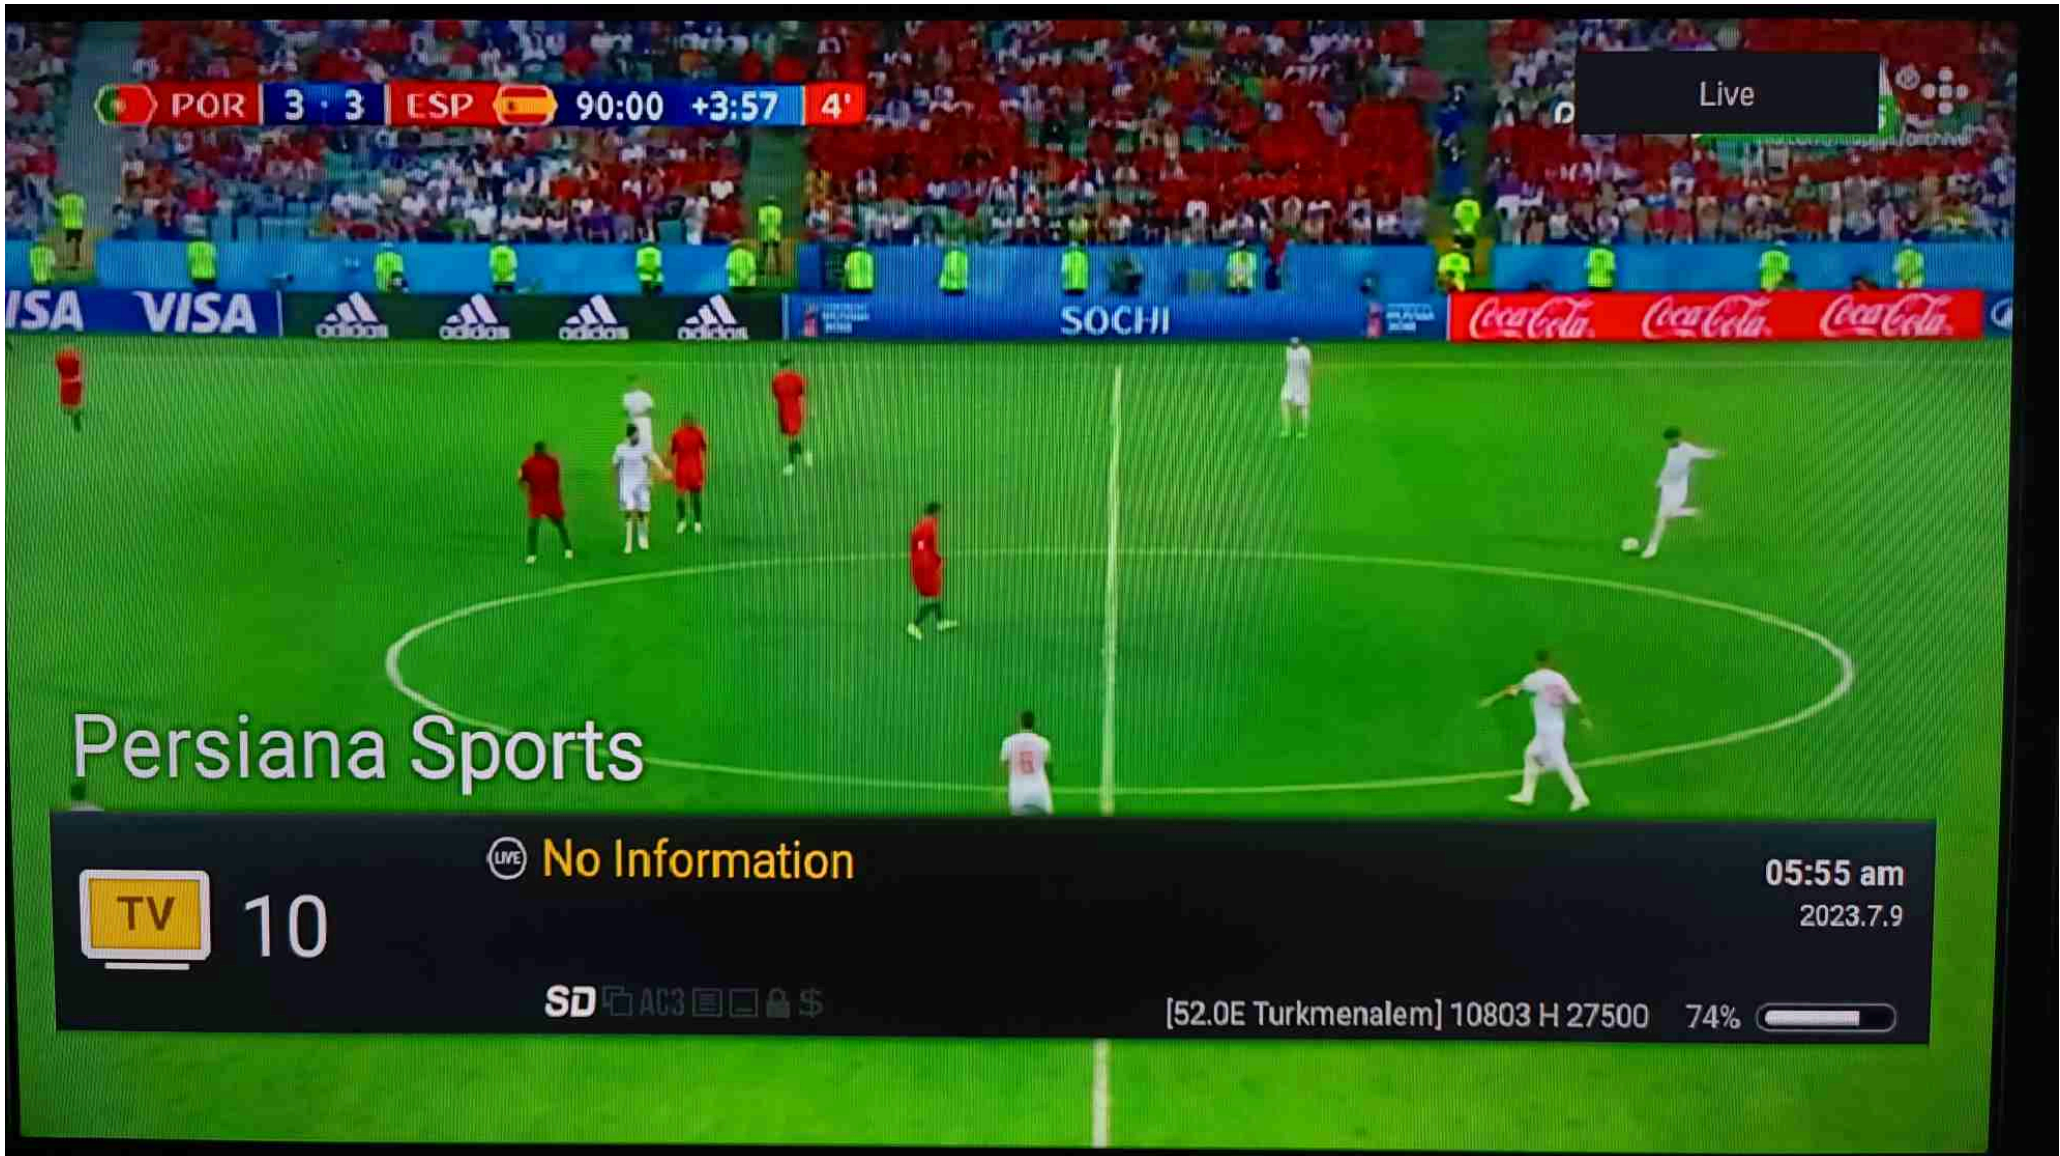 POR 3 · 3 ESP 90:00 +3:57 4'
Live
ISA VISA adidas adidas adidas adidas SOCHI Coca-Cola Coca-Cola Coca-Cola
8
Persiana Sports
LIVE No Information
TV 10
05:55 am
2023.7.9
SD AC3 $
[52.0E Turkmenalem] 10803 H 27500 74%